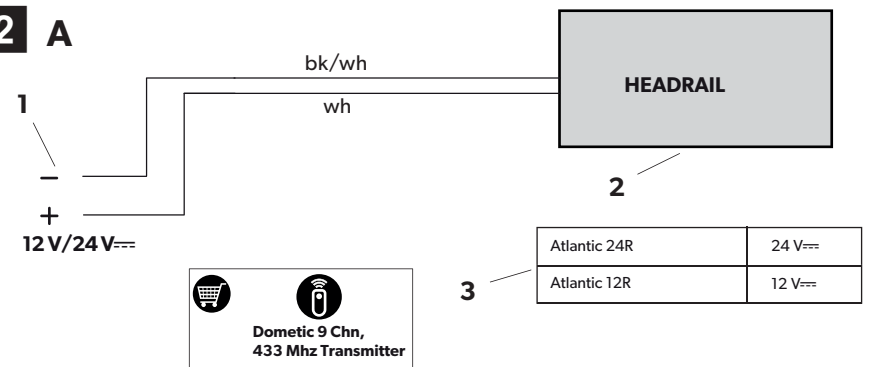 2 A
bk/wh
HEADRAIL
1
wh
−
2
+
12 V/24 V⎓
Atlantic 24R 24 V⎓
3
Atlantic 12R 12 V⎓
Dometic 9 Chn,
433 Mhz Transmitter